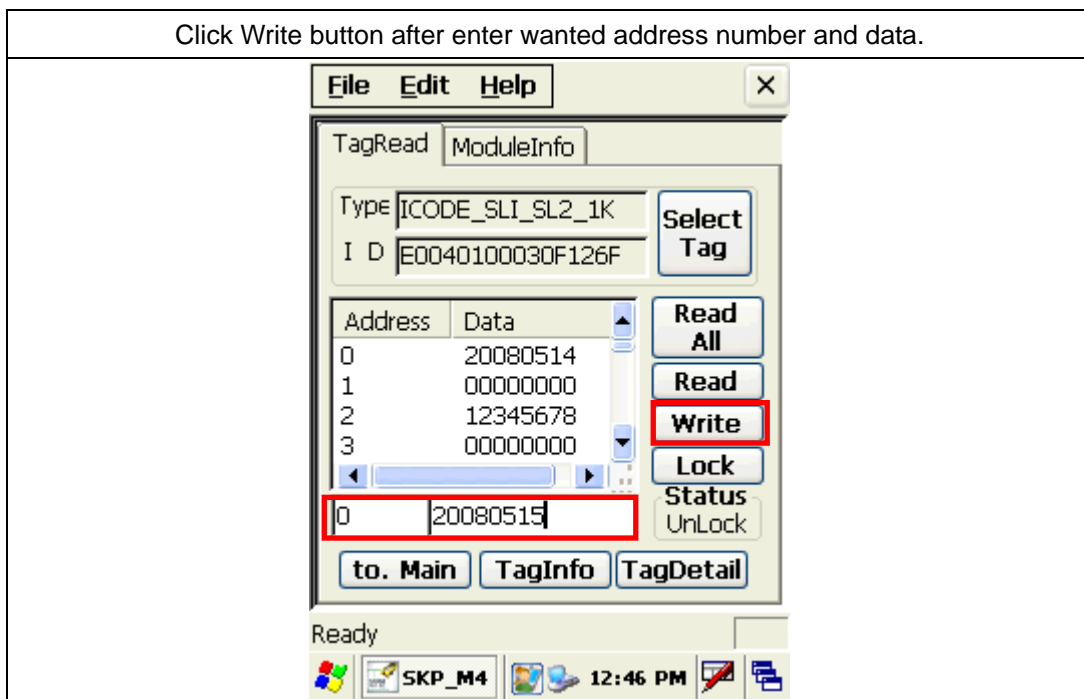 Click Write button after enter wanted address number and data.
File Edit Help
TagRead ModuleInfo
Type ICODE_SLI_SL2_1K
I D E0040100030F126F
Select
Tag
Address Data
0 20080514
1 00000000
2 12345678
3 00000000
Read
All
Read
Write
Lock
Status
UnLock
0 20080515
to. Main TagInfo TagDetail
Ready
SKP_M4 12:46 PM